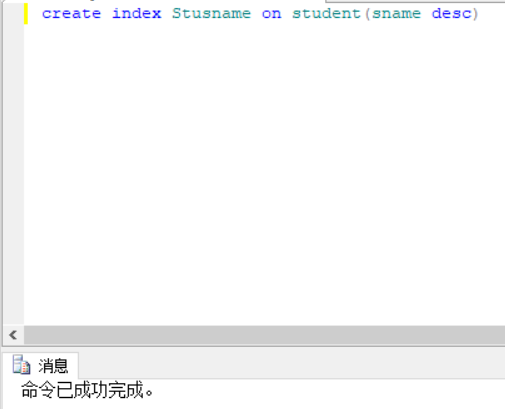 create index Stusname on student(sname desc)
消息
命令已成功完成。